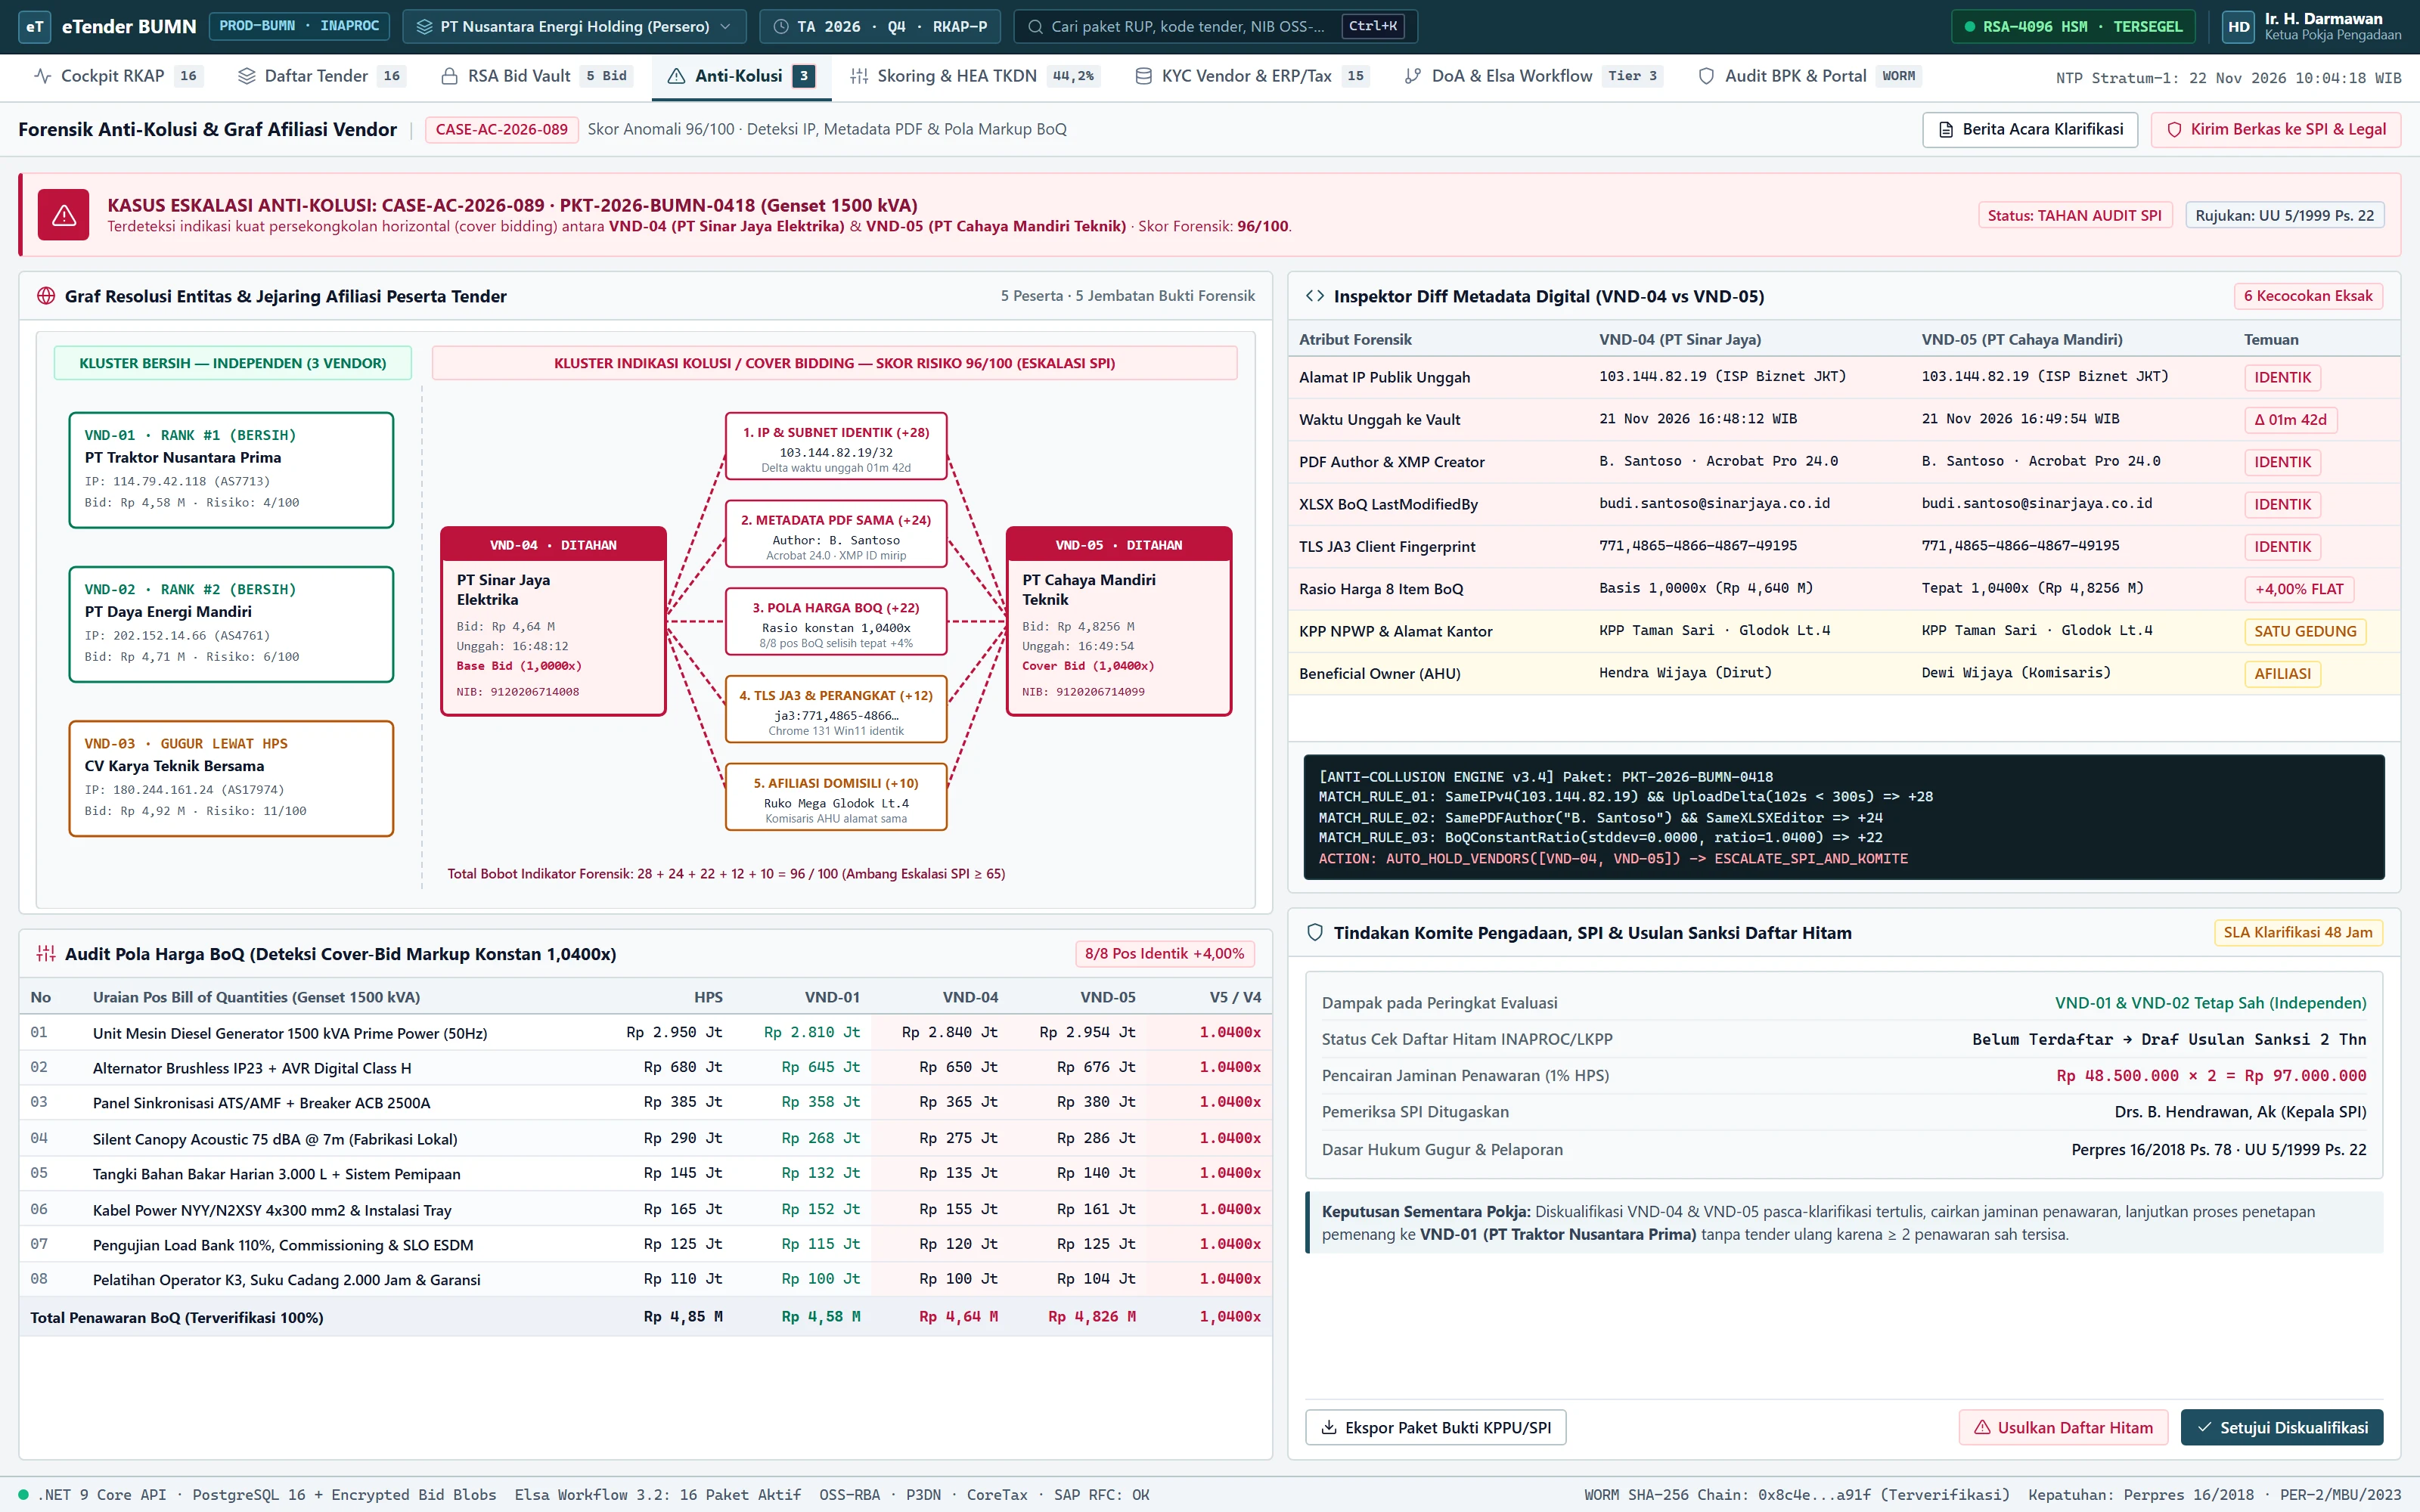 eT eTender BUMN PROD-BUMN · INAPROC PT Nusantara Energi Holding (Persero) TA 2026 · Q4 · RKAP-P Cari paket RUP, kode tender, NIB OSS-... Ctrl+K RSA-4096 HSM · TERSEGEL HD Ir. H. Darmawan
Ketua Pokja Pengadaan
Cockpit RKAP 16 Daftar Tender 16 RSA Bid Vault 5 Bid Anti-Kolusi 3 Skoring & HEA TKDN 44,2% KYC Vendor & ERP/Tax 15 DoA & Elsa Workflow Tier 3 Audit BPK & Portal WORM NTP Stratum-1: 22 Nov 2026 10:04:18 WIB
Forensik Anti-Kolusi & Graf Afiliasi Vendor | CASE-AC-2026-089 Skor Anomali 96/100 · Deteksi IP, Metadata PDF & Pola Markup BoQ Berita Acara Klarifikasi Kirim Berkas ke SPI & Legal
KASUS ESKALASI ANTI-KOLUSI: CASE-AC-2026-089 · PKT-2026-BUMN-0418 (Genset 1500 kVA)
Terdeteksi indikasi kuat persekongkolan horizontal (cover bidding) antara VND-04 (PT Sinar Jaya Elektrika) & VND-05 (PT Cahaya Mandiri Teknik) · Skor Forensik: 96/100.
Status: TAHAN AUDIT SPI Rujukan: UU 5/1999 Ps. 22
Graf Resolusi Entitas & Jejaring Afiliasi Peserta Tender 5 Peserta · 5 Jembatan Bukti Forensik
KLUSTER BERSIH — INDEPENDEN (3 VENDOR)
VND-01 · RANK #1 (BERSIH)
PT Traktor Nusantara Prima
IP: 114.79.42.118 (AS7713)
Bid: Rp 4,58 M · Risiko: 4/100
VND-02 · RANK #2 (BERSIH)
PT Daya Energi Mandiri
IP: 202.152.14.66 (AS4761)
Bid: Rp 4,71 M · Risiko: 6/100
VND-03 · GUGUR LEWAT HPS
CV Karya Teknik Bersama
IP: 180.244.161.24 (AS17974)
Bid: Rp 4,92 M · Risiko: 11/100
KLUSTER INDIKASI KOLUSI / COVER BIDDING — SKOR RISIKO 96/100 (ESKALASI SPI)
VND-04 · DITAHAN
PT Sinar Jaya
Elektrika
Bid: Rp 4,64 M
Unggah: 16:48:12
Base Bid (1,0000x)
NIB: 9120206714008
1. IP & SUBNET IDENTIK (+28)
103.144.82.19/32
Delta waktu unggah 01m 42d
2. METADATA PDF SAMA (+24)
Author: B. Santoso
Acrobat 24.0 · XMP ID mirip
3. POLA HARGA BOQ (+22)
Rasio konstan 1,0400x
8/8 pos BoQ selisih tepat +4%
4. TLS JA3 & PERANGKAT (+12)
ja3:771,4865-4866…
Chrome 131 Win11 identik
5. AFILIASI DOMISILI (+10)
Ruko Mega Glodok Lt.4
Komisaris AHU alamat sama
VND-05 · DITAHAN
PT Cahaya Mandiri
Teknik
Bid: Rp 4,8256 M
Unggah: 16:49:54
Cover Bid (1,0400x)
NIB: 9120206714099
Total Bobot Indikator Forensik: 28 + 24 + 22 + 12 + 10 = 96 / 100 (Ambang Eskalasi SPI ≥ 65)
Inspektor Diff Metadata Digital (VND-04 vs VND-05) 6 Kecocokan Eksak
Atribut Forensik VND-04 (PT Sinar Jaya) VND-05 (PT Cahaya Mandiri) Temuan
Alamat IP Publik Unggah 103.144.82.19 (ISP Biznet JKT) 103.144.82.19 (ISP Biznet JKT) IDENTIK
Waktu Unggah ke Vault 21 Nov 2026 16:48:12 WIB 21 Nov 2026 16:49:54 WIB Δ 01m 42d
PDF Author & XMP Creator B. Santoso · Acrobat Pro 24.0 B. Santoso · Acrobat Pro 24.0 IDENTIK
XLSX BoQ LastModifiedBy budi.santoso@sinarjaya.co.id budi.santoso@sinarjaya.co.id IDENTIK
TLS JA3 Client Fingerprint 771,4865-4866-4867-49195 771,4865-4866-4867-49195 IDENTIK
Rasio Harga 8 Item BoQ Basis 1,0000x (Rp 4,640 M) Tepat 1,0400x (Rp 4,8256 M) +4,00% FLAT
KPP NPWP & Alamat Kantor KPP Taman Sari · Glodok Lt.4 KPP Taman Sari · Glodok Lt.4 SATU GEDUNG
Beneficial Owner (AHU) Hendra Wijaya (Dirut) Dewi Wijaya (Komisaris) AFILIASI
[ANTI-COLLUSION ENGINE v3.4] Paket: PKT-2026-BUMN-0418
MATCH_RULE_01: SameIPv4(103.144.82.19) && UploadDelta(102s < 300s) => +28
MATCH_RULE_02: SamePDFAuthor("B. Santoso") && SameXLSXEditor => +24
MATCH_RULE_03: BoQConstantRatio(stddev=0.0000, ratio=1.0400) => +22
ACTION: AUTO_HOLD_VENDORS([VND-04, VND-05]) -> ESCALATE_SPI_AND_KOMITE
Audit Pola Harga BoQ (Deteksi Cover-Bid Markup Konstan 1,0400x) 8/8 Pos Identik +4,00%
No Uraian Pos Bill of Quantities (Genset 1500 kVA) HPS VND-01 VND-04 VND-05 V5 / V4
01 Unit Mesin Diesel Generator 1500 kVA Prime Power (50Hz) Rp 2.950 Jt Rp 2.810 Jt Rp 2.840 Jt Rp 2.954 Jt 1.0400x
02 Alternator Brushless IP23 + AVR Digital Class H Rp 680 Jt Rp 645 Jt Rp 650 Jt Rp 676 Jt 1.0400x
03 Panel Sinkronisasi ATS/AMF + Breaker ACB 2500A Rp 385 Jt Rp 358 Jt Rp 365 Jt Rp 380 Jt 1.0400x
04 Silent Canopy Acoustic 75 dBA @ 7m (Fabrikasi Lokal) Rp 290 Jt Rp 268 Jt Rp 275 Jt Rp 286 Jt 1.0400x
05 Tangki Bahan Bakar Harian 3.000 L + Sistem Pemipaan Rp 145 Jt Rp 132 Jt Rp 135 Jt Rp 140 Jt 1.0400x
06 Kabel Power NYY/N2XSY 4x300 mm2 & Instalasi Tray Rp 165 Jt Rp 152 Jt Rp 155 Jt Rp 161 Jt 1.0400x
07 Pengujian Load Bank 110%, Commissioning & SLO ESDM Rp 125 Jt Rp 115 Jt Rp 120 Jt Rp 125 Jt 1.0400x
08 Pelatihan Operator K3, Suku Cadang 2.000 Jam & Garansi Rp 110 Jt Rp 100 Jt Rp 100 Jt Rp 104 Jt 1.0400x
Total Penawaran BoQ (Terverifikasi 100%) Rp 4,85 M Rp 4,58 M Rp 4,64 M Rp 4,826 M 1,0400x
Tindakan Komite Pengadaan, SPI & Usulan Sanksi Daftar Hitam SLA Klarifikasi 48 Jam
Dampak pada Peringkat Evaluasi VND-01 & VND-02 Tetap Sah (Independen)
Status Cek Daftar Hitam INAPROC/LKPP Belum Terdaftar → Draf Usulan Sanksi 2 Thn
Pencairan Jaminan Penawaran (1% HPS) Rp 48.500.000 × 2 = Rp 97.000.000
Pemeriksa SPI Ditugaskan Drs. B. Hendrawan, Ak (Kepala SPI)
Dasar Hukum Gugur & Pelaporan Perpres 16/2018 Ps. 78 · UU 5/1999 Ps. 22
Keputusan Sementara Pokja: Diskualifikasi VND-04 & VND-05 pasca-klarifikasi tertulis, cairkan jaminan penawaran, lanjutkan proses penetapan
pemenang ke VND-01 (PT Traktor Nusantara Prima) tanpa tender ulang karena ≥ 2 penawaran sah tersisa.
Ekspor Paket Bukti KPPU/SPI Usulkan Daftar Hitam Setujui Diskualifikasi
.NET 9 Core API · PostgreSQL 16 + Encrypted Bid Blobs Elsa Workflow 3.2: 16 Paket Aktif OSS-RBA · P3DN · CoreTax · SAP RFC: OK WORM SHA-256 Chain: 0x8c4e...a91f (Terverifikasi) Kepatuhan: Perpres 16/2018 · PER-2/MBU/2023